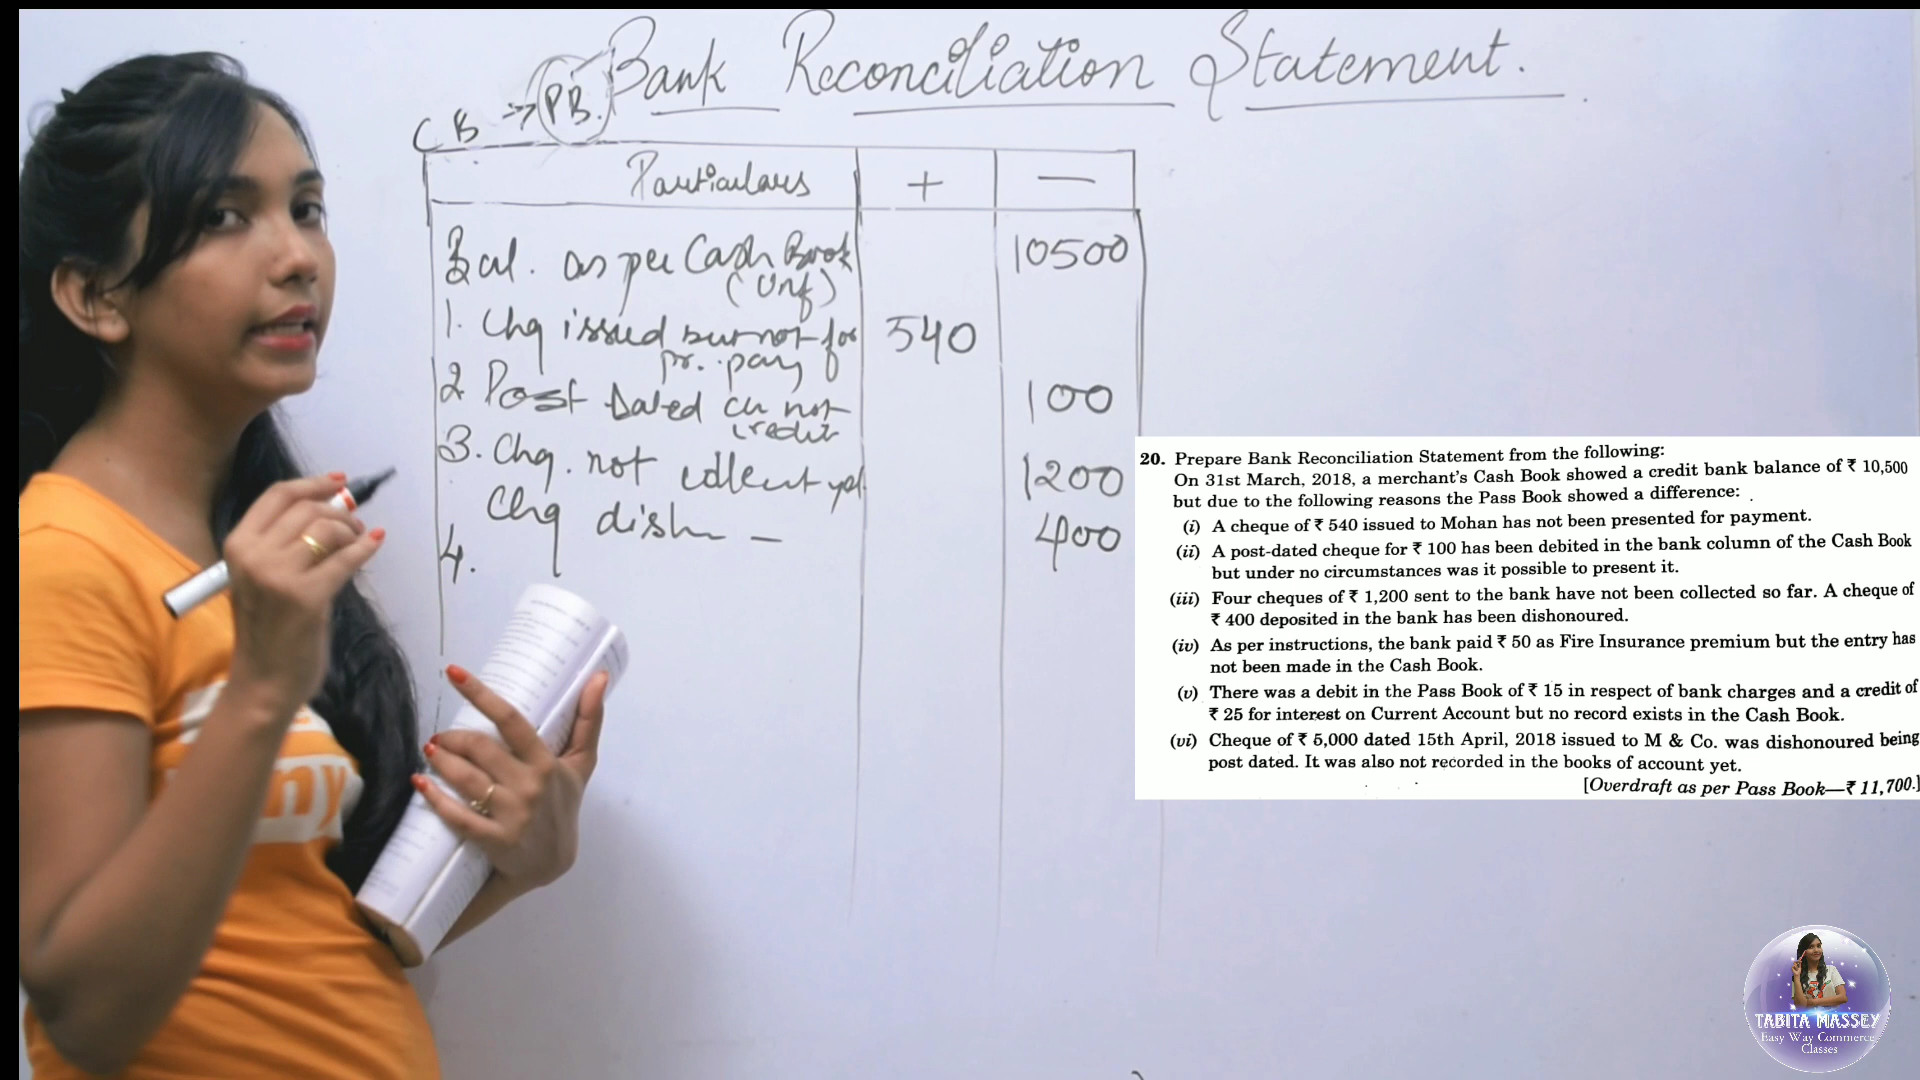 Bank Reconciliation Statement.
CB → PB.
Particulars + —
Bal. as per Cash Book 10500
(Unf)
1. Chq issued but not for 540
pr. pay
2 Post Dated ch not 100
credit
3. Chq. not collect yet 1200
Chq dish — 400
4.
20. Prepare Bank Reconciliation Statement from the following:
On 31st March, 2018, a merchant's Cash Book showed a credit bank balance of ₹ 10,500
but due to the following reasons the Pass Book showed a difference:
(i) A cheque of ₹ 540 issued to Mohan has not been presented for payment.
(ii) A post-dated cheque for ₹ 100 has been debited in the bank column of the Cash Book
but under no circumstances was it possible to present it.
(iii) Four cheques of ₹ 1,200 sent to the bank have not been collected so far. A cheque of
₹ 400 deposited in the bank has been dishonoured.
(iv) As per instructions, the bank paid ₹ 50 as Fire Insurance premium but the entry has
not been made in the Cash Book.
(v) There was a debit in the Pass Book of ₹ 15 in respect of bank charges and a credit of
₹ 25 for interest on Current Account but no record exists in the Cash Book.
(vi) Cheque of ₹ 5,000 dated 15th April, 2018 issued to M & Co. was dishonoured being
post dated. It was also not recorded in the books of account yet.
[Overdraft as per Pass Book—₹ 11,700.]
TABITA MASSEY
Easy Way Commerce
Classes